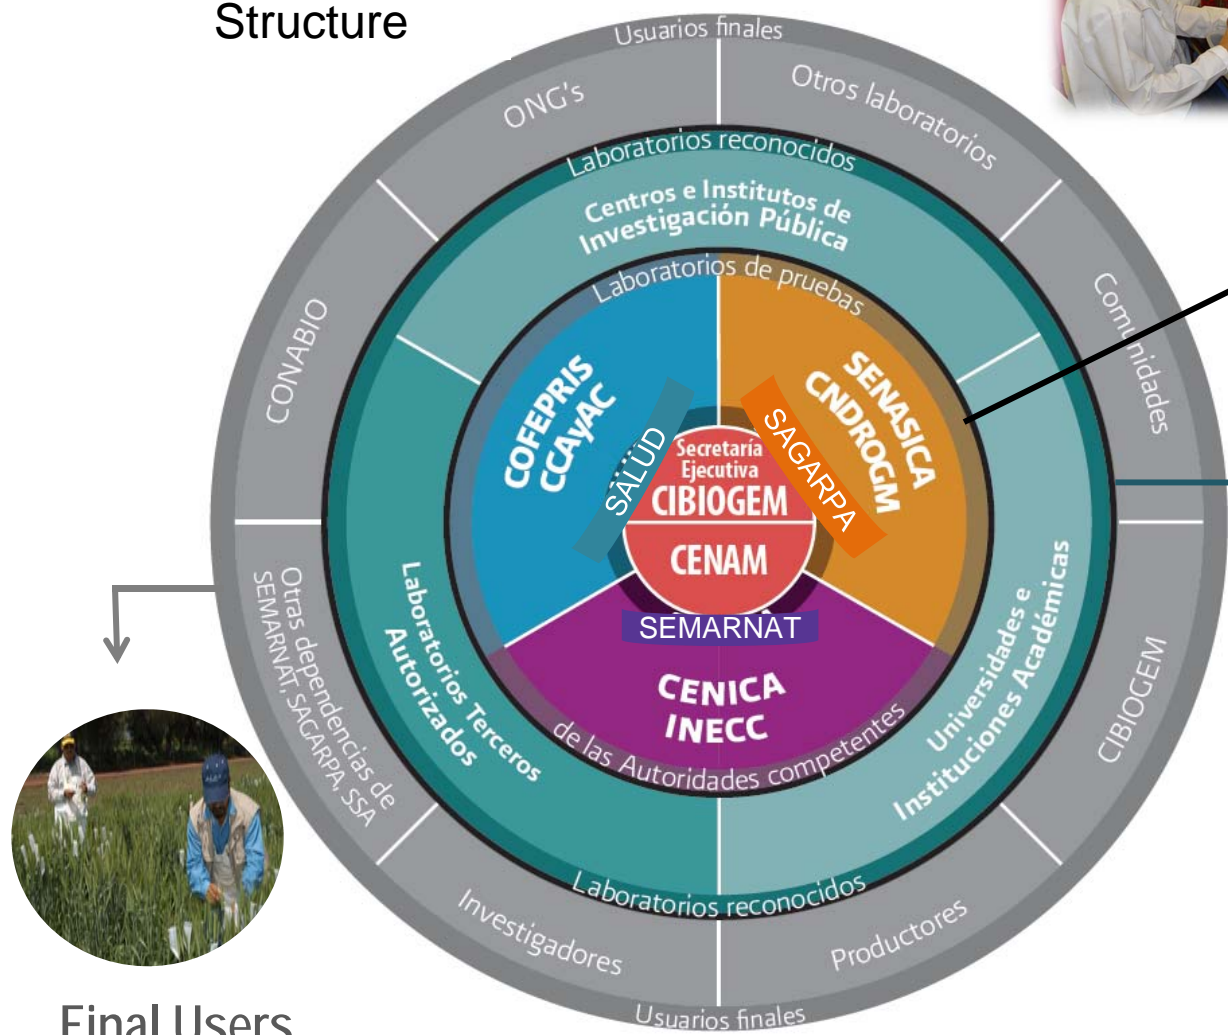 Structure
Usuarios finales
ONG's
Otros laboratorios
Laboratorios reconocidos
Centros e Institutos de
Investigación Pública
Laboratorios de pruebas
CONABIO
Comunidades
COFEPRIS
CCAyAC
SENASICA
CNDROGM
SALUD
SAGARPA
Secretaría
Ejecutiva
CIBIOGEM
CENAM
SEMARNAT
CENICA
INECC
de las Autoridades competentes
Laboratorios Terceros
Autorizados
Universidades e
Instituciones Académicas
Otras dependencias de
SEMARNAT, SAGARPA, SSA
CIBIOGEM
Laboratorios reconocidos
Investigadores
Productores
Usuarios finales
Final Users